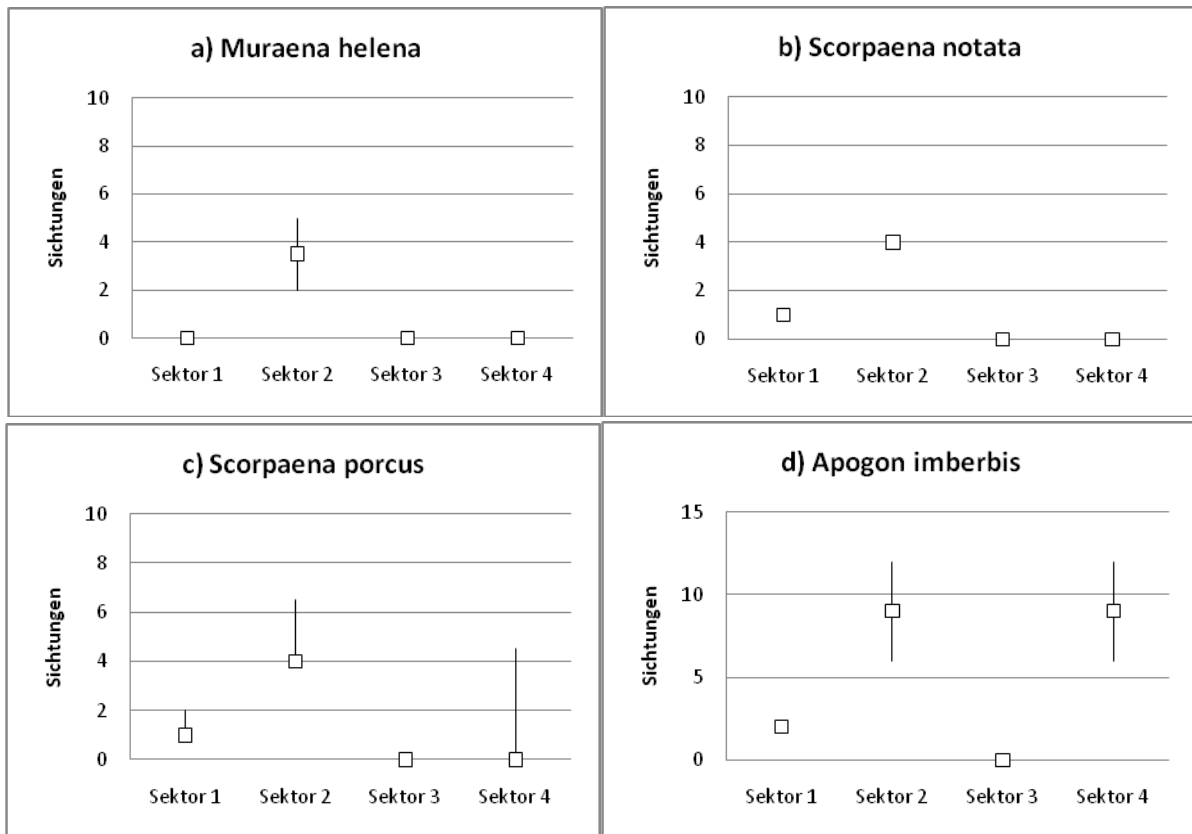 a) Muraena helena
Sichtungen
10
8
6
4
2
0
Sektor 1 Sektor 2 Sektor 3 Sektor 4
b) Scorpaena notata
Sichtungen
10
8
6
4
2
0
Sektor 1 Sektor 2 Sektor 3 Sektor 4
c) Scorpaena porcus
Sichtungen
10
8
6
4
2
0
Sektor 1 Sektor 2 Sektor 3 Sektor 4
d) Apogon imberbis
Sichtungen
15
10
5
0
Sektor 1 Sektor 2 Sektor 3 Sektor 4